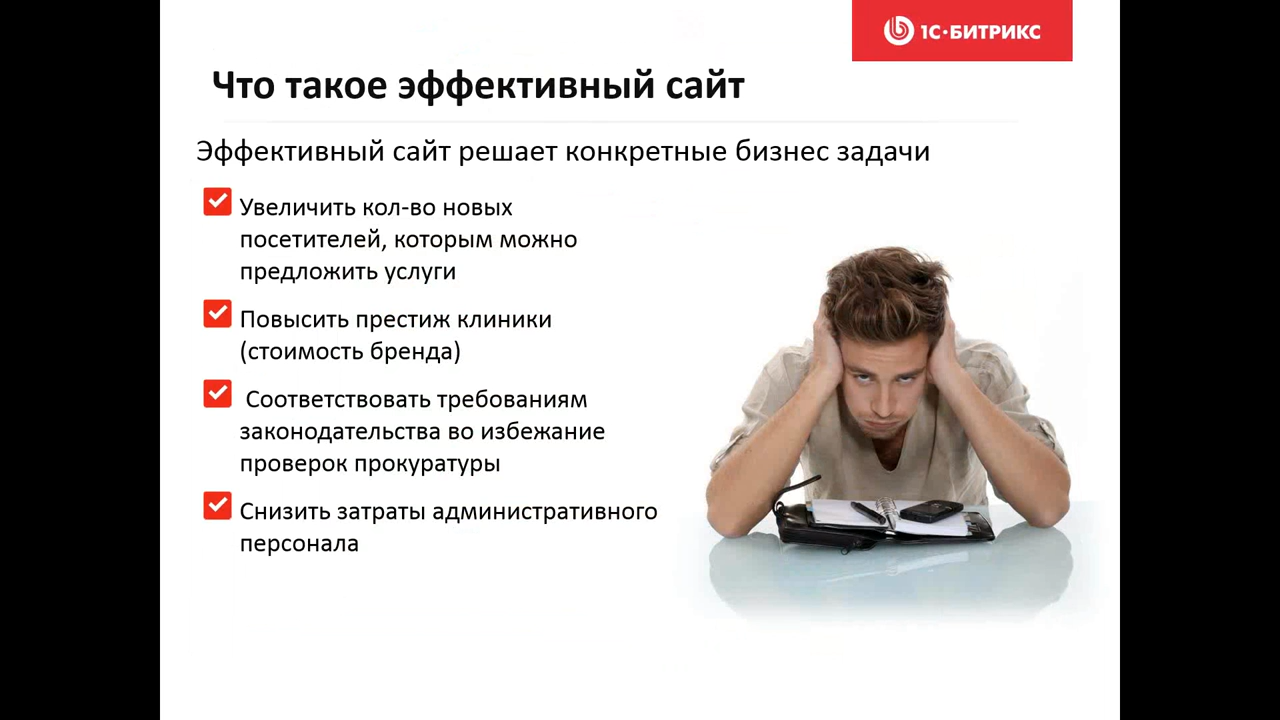 1С·БИТРИКС
Что такое эффективный сайт
Эффективный сайт решает конкретные бизнес задачи
Увеличить кол-во новых
посетителей, которым можно
предложить услуги
Повысить престиж клиники
(стоимость бренда)
Соответствовать требованиям
законодательства во избежание
проверок прокуратуры
Снизить затраты административного
персонала